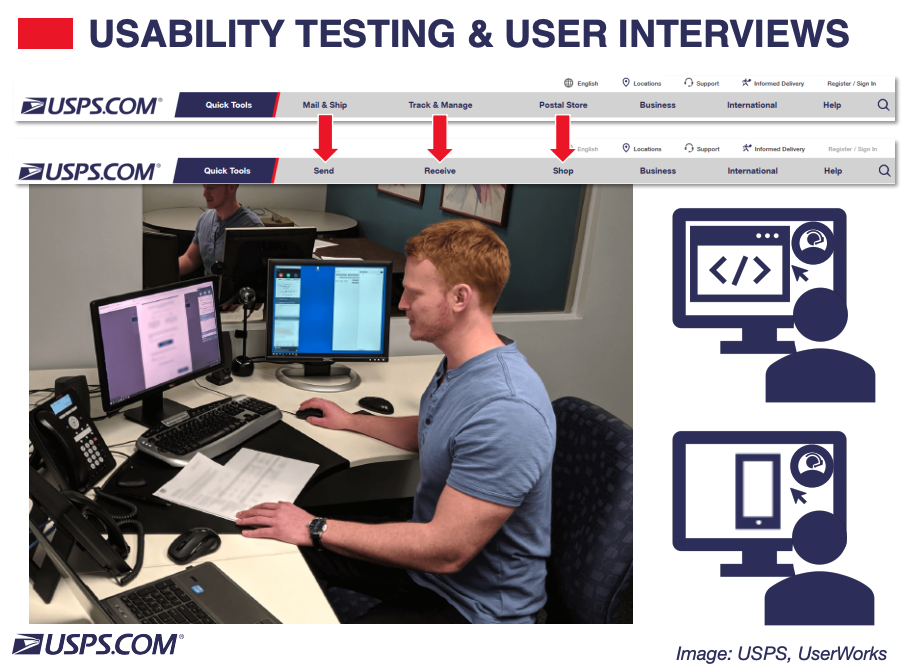 USABILITY TESTING & USER INTERVIEWS
English Locations Support Informed Delivery Register / Sign In
USPS.COM® Quick Tools Mail & Ship Track & Manage Postal Store Business International Help
English Locations Support Informed Delivery Register / Sign In
USPS.COM® Quick Tools Send Receive Shop Business International Help
</>
USPS.COM®
Image: USPS, UserWorks